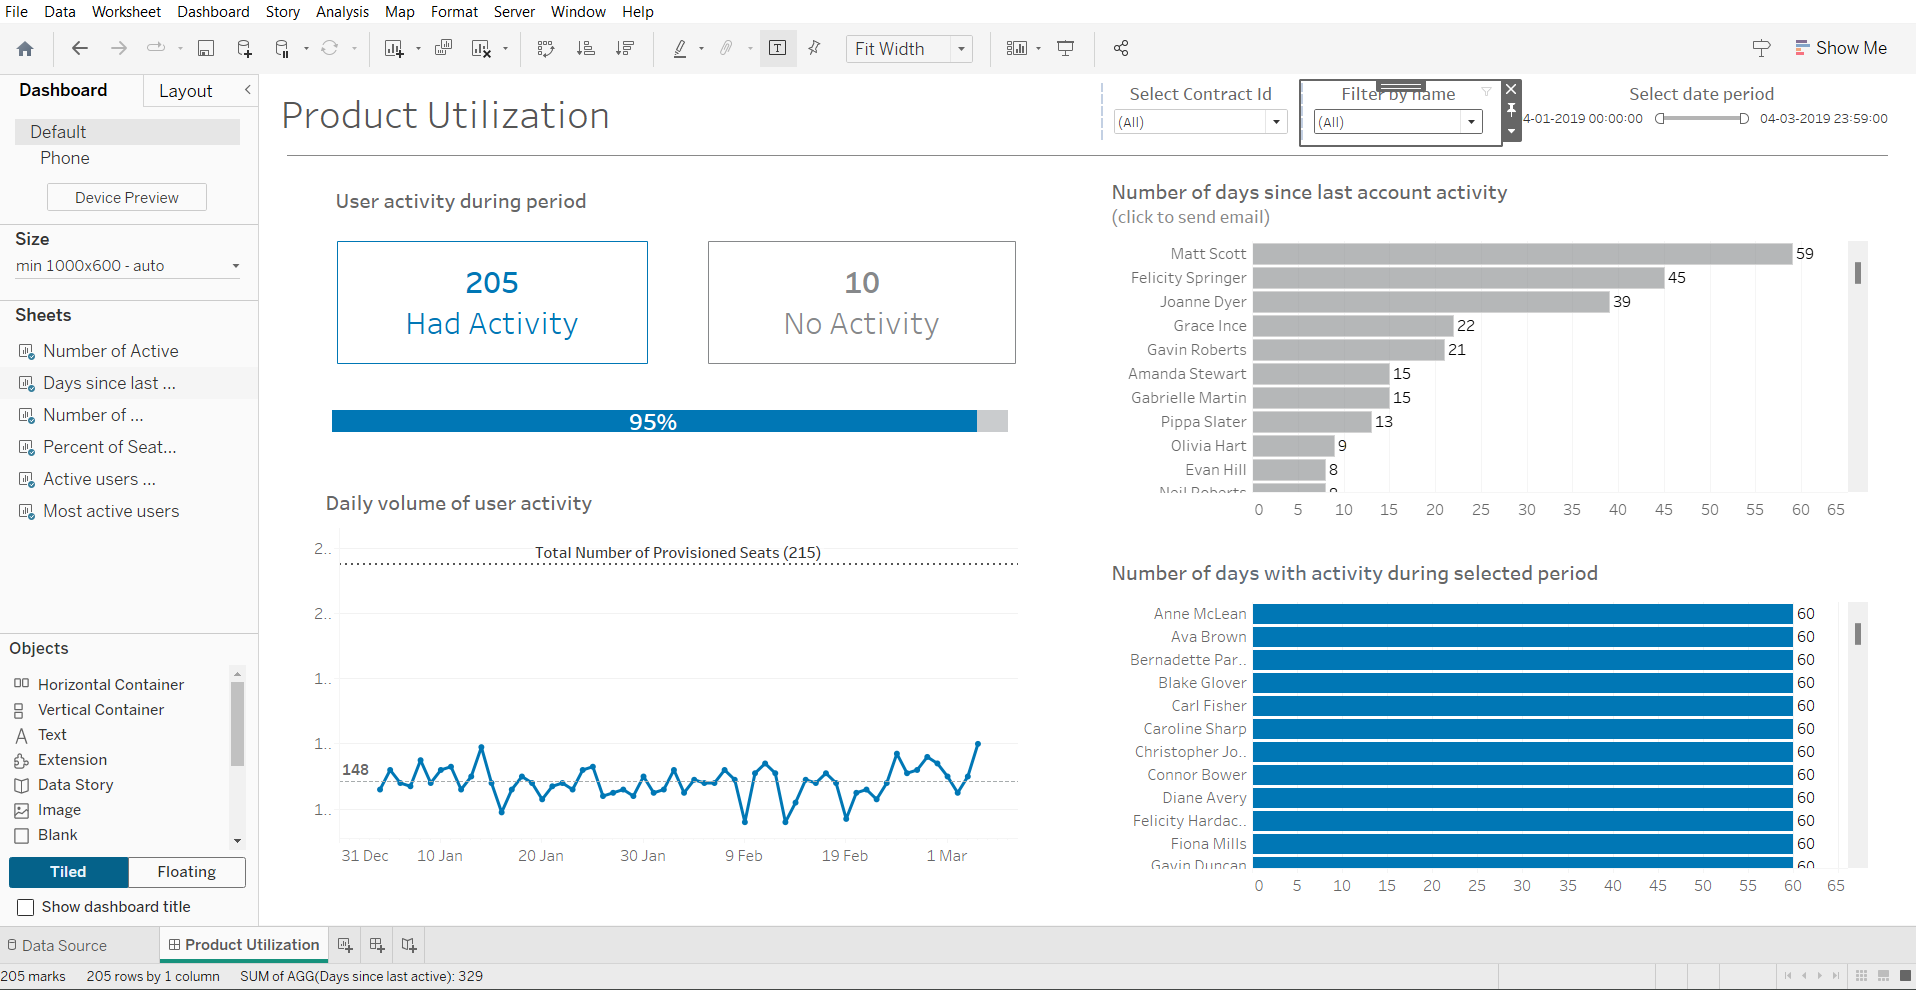 File Data Worksheet Dashboard Story Analysis Map Format Server Window Help
Fit Width
Show Me
Dashboard
Layout
Default
Phone
Device Preview
Size
min 1000x600 - auto
Sheets
Number of Active
Days since last ...
Number of ...
Percent of Seat...
Active users ...
Most active users
Objects
Horizontal Container
Vertical Container
Text
Extension
Data Story
Image
Blank
Tiled
Floating
Show dashboard title
Product Utilization
Select Contract Id
(All)
Filter by name
(All)
Select date period
4-01-2019 00:00:00
04-03-2019 23:59:00
User activity during period
205
Had Activity
10
No Activity
95%
Daily volume of user activity
2..
Total Number of Provisioned Seats (215)
2..
1..
1..
148
1..
31 Dec 10 Jan 20 Jan 30 Jan 9 Feb 19 Feb 1 Mar
Number of days since last account activity
(click to send email)
Matt Scott 59
Felicity Springer 45
Joanne Dyer 39
Grace Ince 22
Gavin Roberts 21
Amanda Stewart 15
Gabrielle Martin 15
Pippa Slater 13
Olivia Hart 9
Evan Hill 8
Neil Roberts
0 5 10 15 20 25 30 35 40 45 50 55 60 65
Number of days with activity during selected period
Anne McLean 60
Ava Brown 60
Bernadette Par.. 60
Blake Glover 60
Carl Fisher 60
Caroline Sharp 60
Christopher Jo.. 60
Connor Bower 60
Diane Avery 60
Felicity Hardac.. 60
Fiona Mills 60
Gavin Duncan 60
0 5 10 15 20 25 30 35 40 45 50 55 60 65
Data Source
Product Utilization
205 marks 205 rows by 1 column SUM of AGG(Days since last active): 329